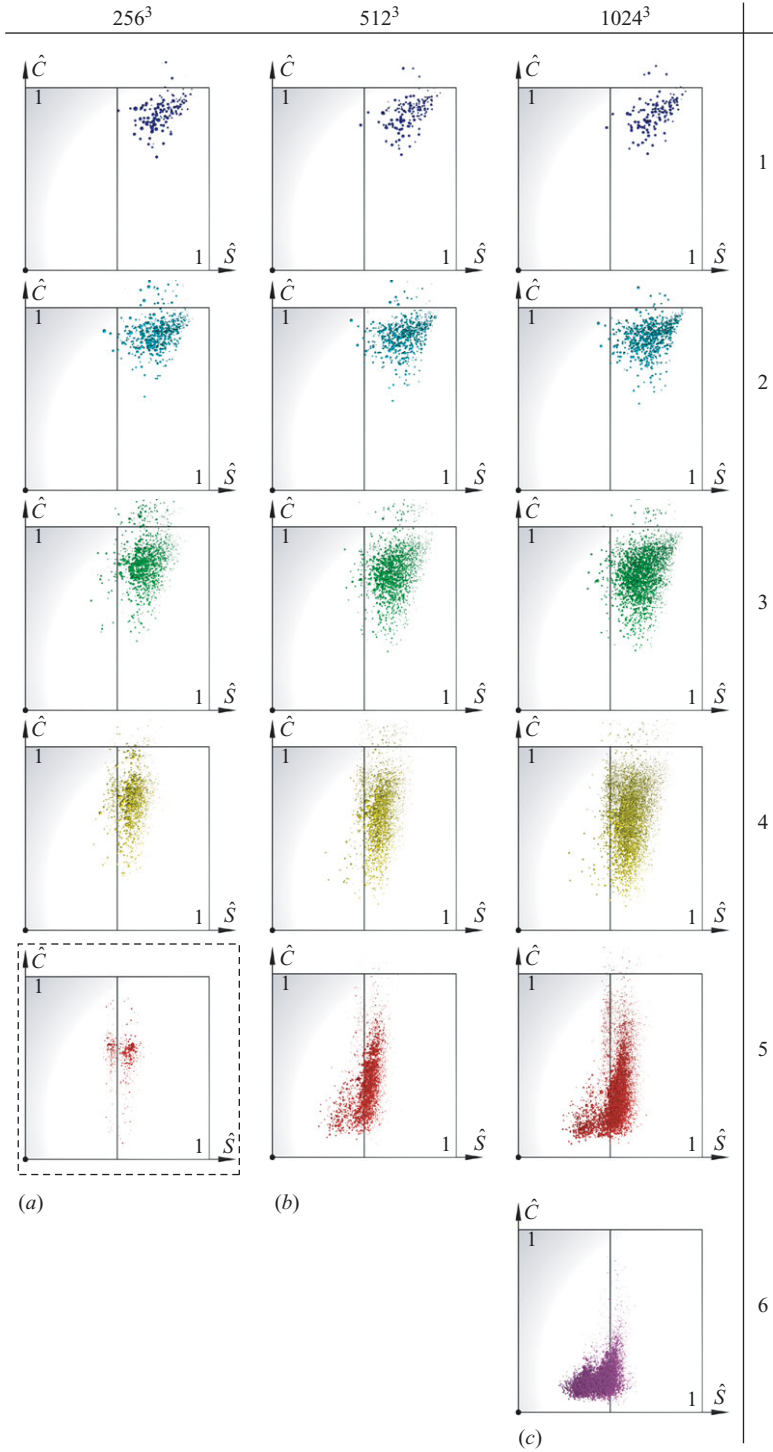 256³ 512³ 1024³
Ĉ Ĉ Ĉ
1 1 1
1
1 Ŝ 1 Ŝ 1 Ŝ
Ĉ Ĉ Ĉ
1 1 1
2
1 Ŝ 1 Ŝ 1 Ŝ
Ĉ Ĉ Ĉ
1 1 1
3
1 Ŝ 1 Ŝ 1 Ŝ
Ĉ Ĉ Ĉ
1 1 1
4
1 Ŝ 1 Ŝ 1 Ŝ
Ĉ Ĉ Ĉ
1 1 1
5
1 Ŝ 1 Ŝ 1 Ŝ
(a) (b)
Ĉ
1
6
1 Ŝ
(c)